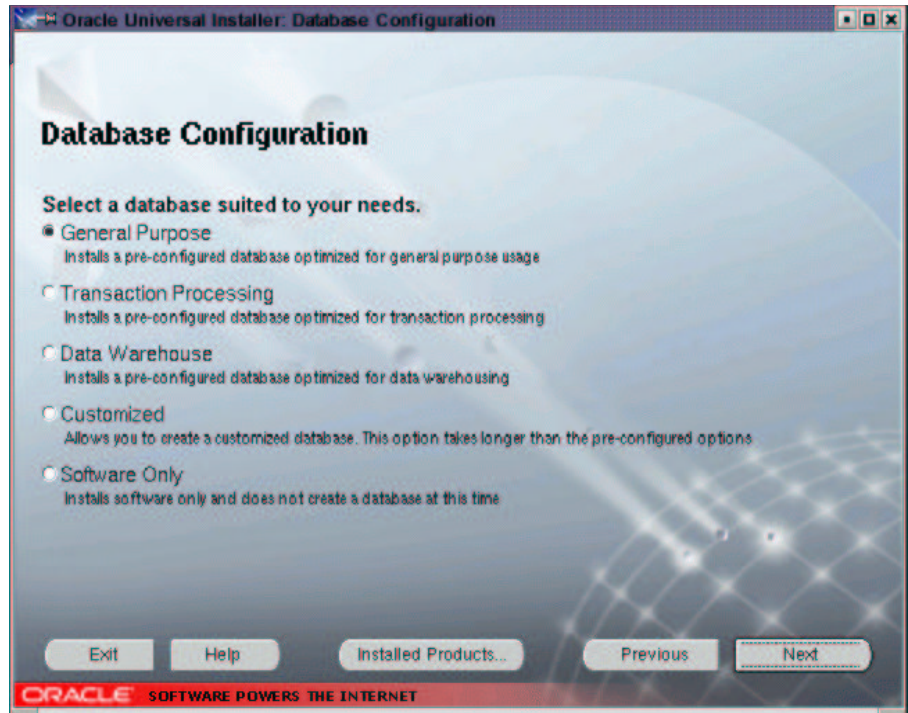 Oracle Universal Installer: Database Configuration
Database Configuration
Select a database suited to your needs.
General Purpose
Installs a pre-configured database optimized for general purpose usage
Transaction Processing
Installs a pre-configured database optimized for transaction processing
Data Warehouse
Installs a pre-configured database optimized for data warehousing
Customized
Allows you to create a customized database. This option takes longer than the pre-configured options
Software Only
Installs software only and does not create a database at this time
Exit Help Installed Products... Previous Next
ORACLE SOFTWARE POWERS THE INTERNET